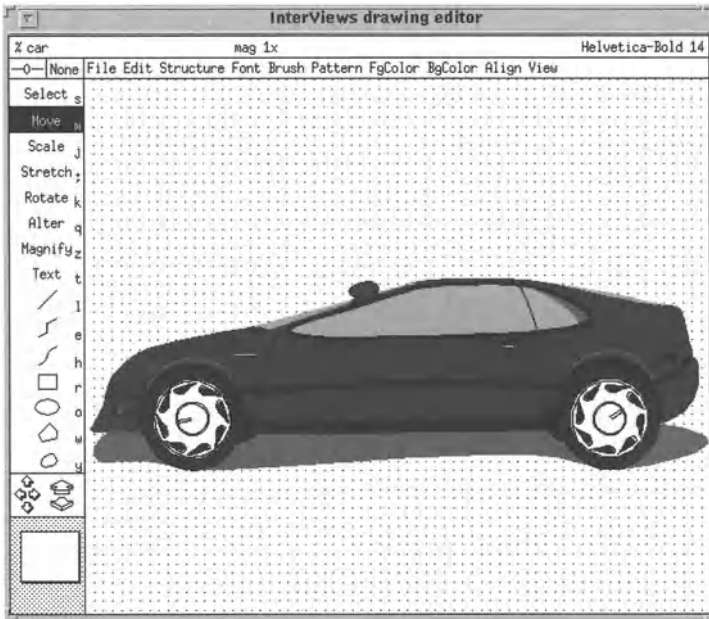 InterViews drawing editor
% car mag 1x Helvetica-Bold 14
None File Edit Structure Font Brush Pattern FgColor BgColor Align View
Select s
Move m
Scale j
Stretch ;
Rotate k
Alter q
Magnify z
Text t
l
e
h
r
o
w
y